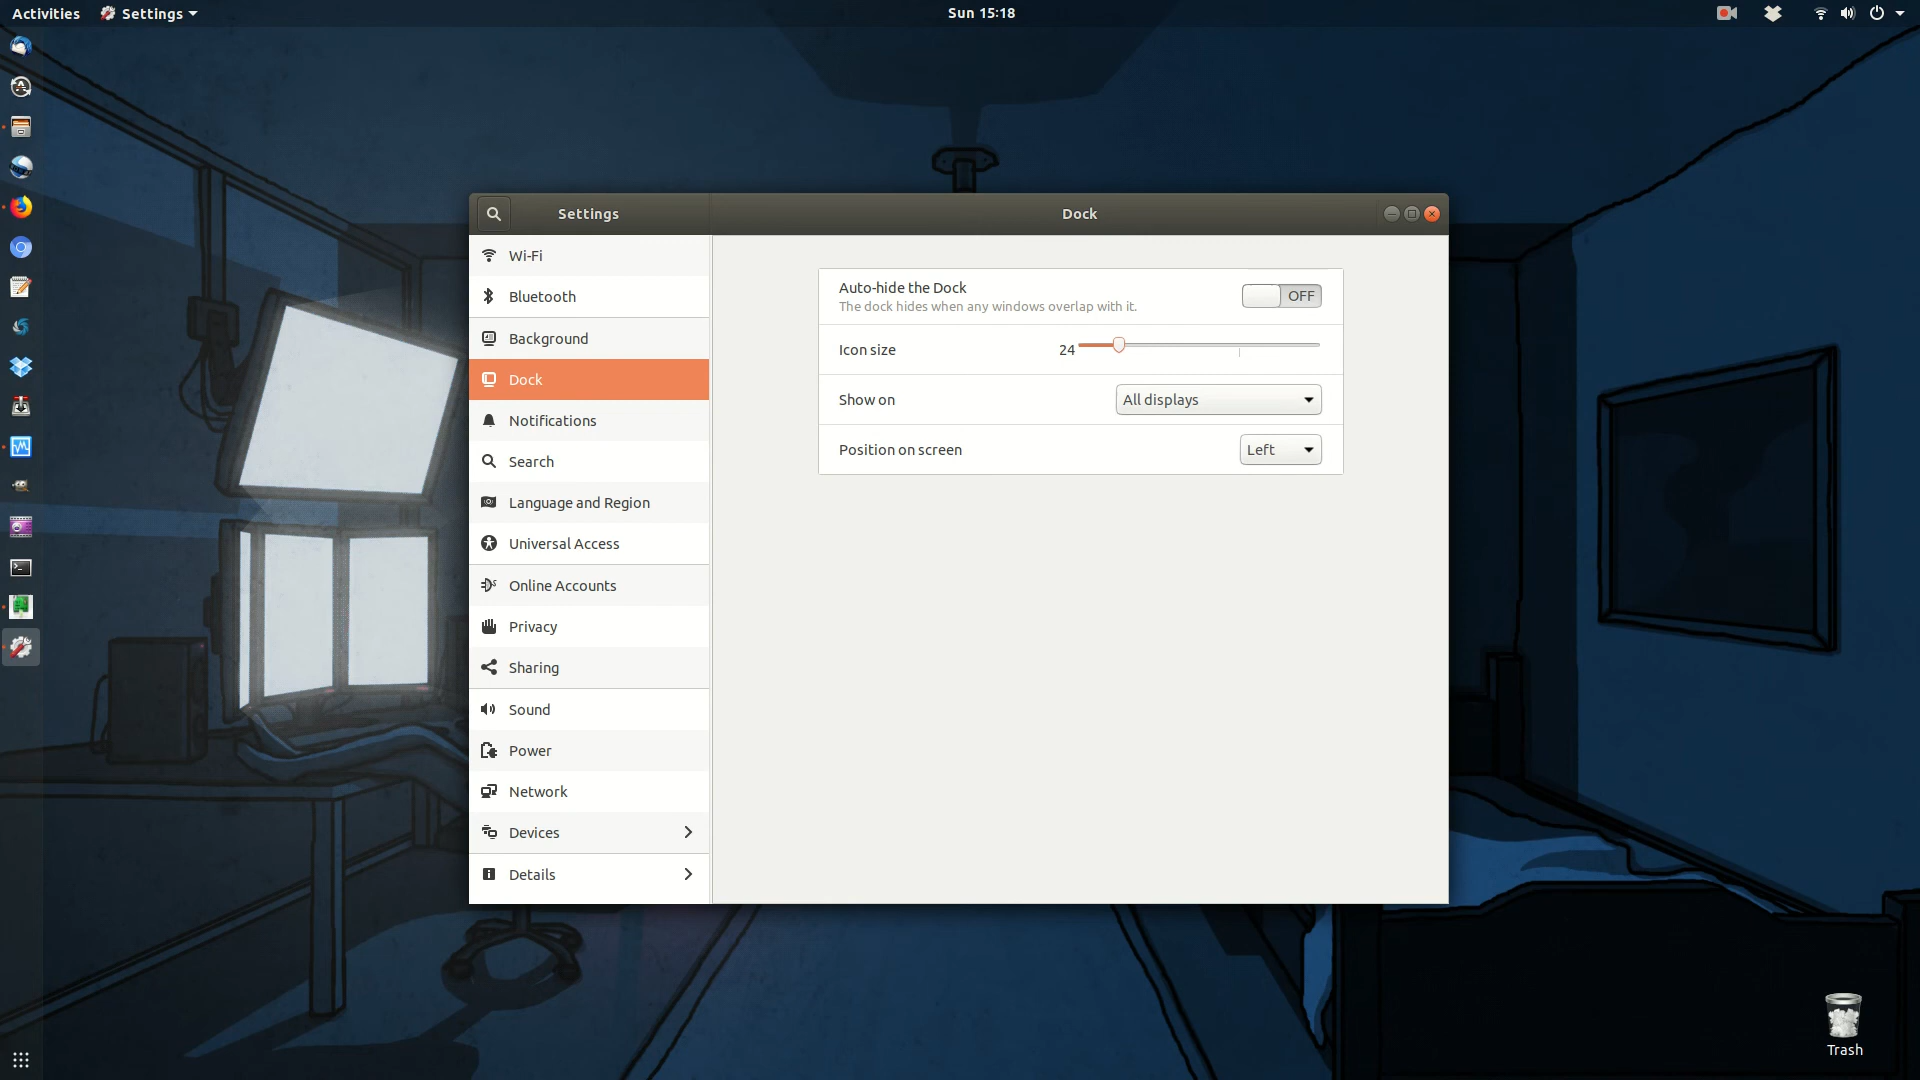 Activities
Settings
Sun 15:18
Settings
Dock
Wi-Fi
Bluetooth
Background
Dock
Notifications
Search
Language and Region
Universal Access
Online Accounts
Privacy
Sharing
Sound
Power
Network
Devices
Details
Auto-hide the Dock
OFF
The dock hides when any windows overlap with it.
Icon size
24
Show on
All displays
Position on screen
Left
Trash